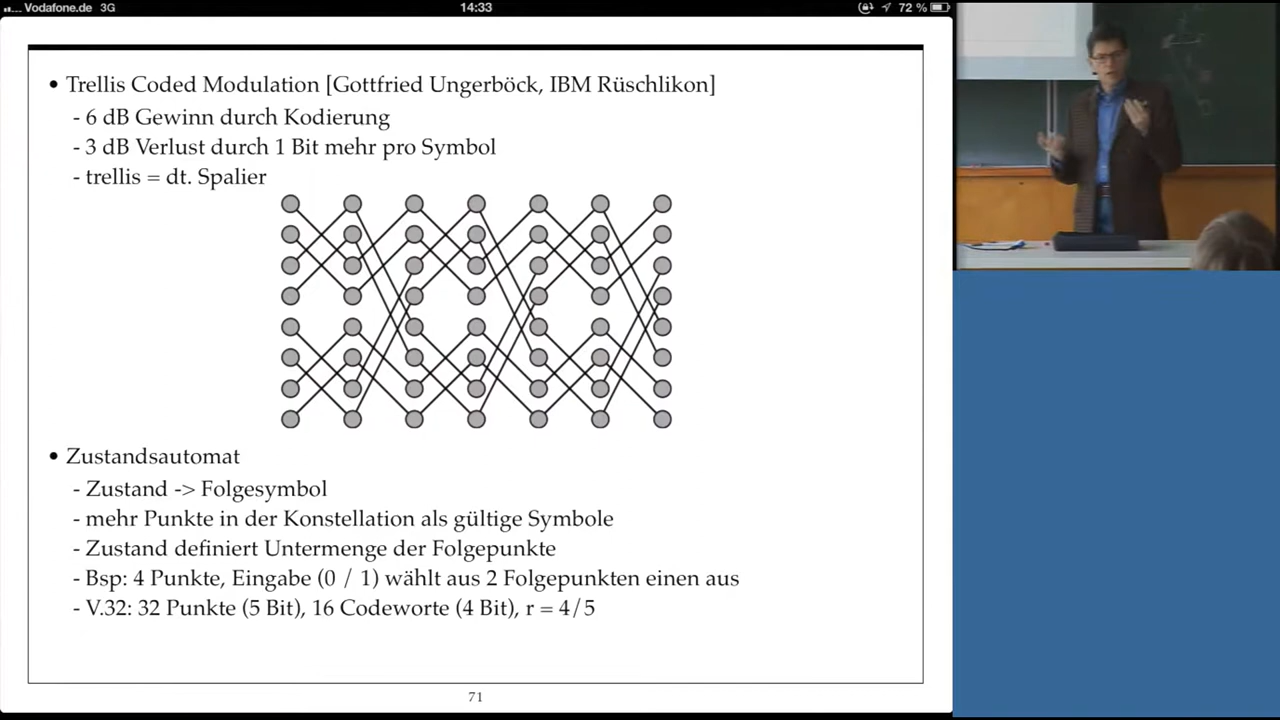 Vodafone.de 3G 14:33 72 %
• Trellis Coded Modulation [Gottfried Ungerböck, IBM Rüschlikon]
- 6 dB Gewinn durch Kodierung
- 3 dB Verlust durch 1 Bit mehr pro Symbol
- trellis = dt. Spalier
• Zustandsautomat
- Zustand -> Folgesymbol
- mehr Punkte in der Konstellation als gültige Symbole
- Zustand definiert Untermenge der Folgepunkte
- Bsp: 4 Punkte, Eingabe (0 / 1) wählt aus 2 Folgepunkten einen aus
- V.32: 32 Punkte (5 Bit), 16 Codeworte (4 Bit), r = 4/5
71